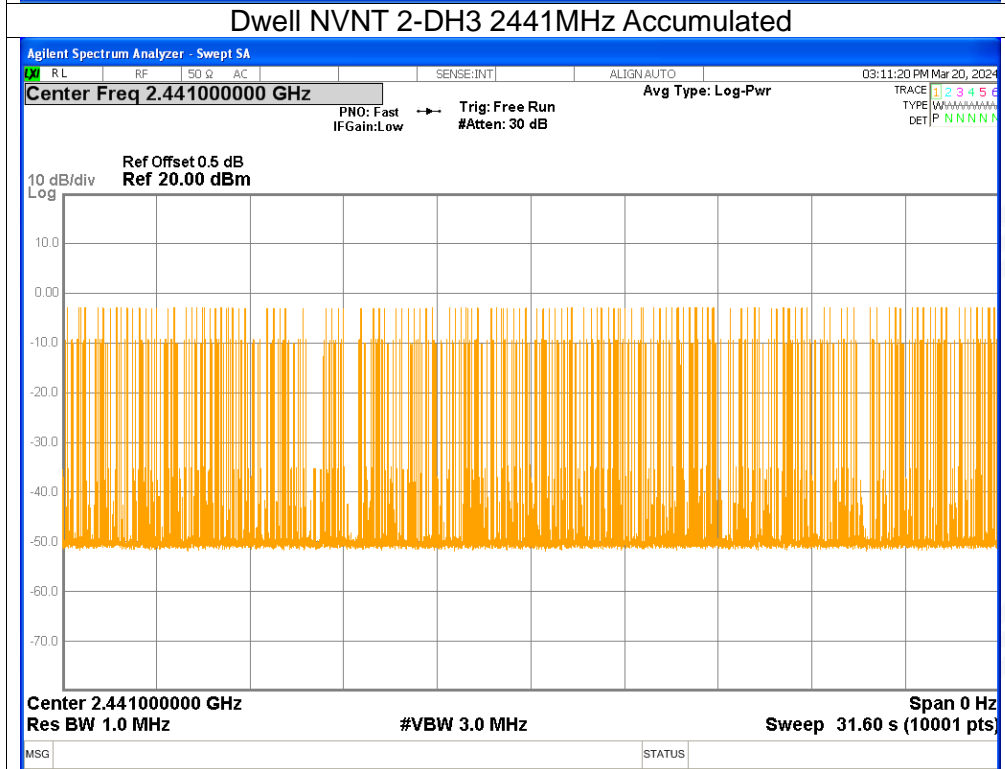 Dwell NVNT 2-DH3 2441MHz Accumulated
Agilent Spectrum Analyzer - Swept SA
LXI RL RF 50 Ω AC SENSE:INT ALIGN AUTO 03:11:20 PM Mar 20, 2024
Center Freq 2.441000000 GHz Avg Type: Log-Pwr TRACE 1 2 3 4 5 6
PNO: Fast Trig: Free Run TYPE
IFGain:Low #Atten: 30 dB DET P N N N N N
Ref Offset 0.5 dB
10 dB/div Ref 20.00 dBm
Log
10.0
0.00
-10.0
-20.0
-30.0
-40.0
-50.0
-60.0
-70.0
Center 2.441000000 GHz Span 0 Hz
Res BW 1.0 MHz #VBW 3.0 MHz Sweep 31.60 s (10001 pts)
MSG STATUS